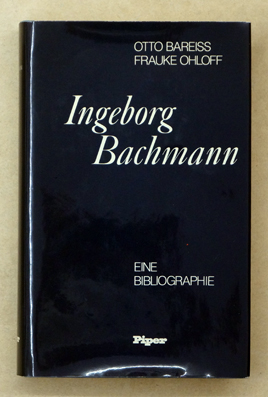 OTTO BAREISS
FRAUKE OHLOFF
Ingeborg
Bachmann
EINE
BIBLIOGRAPHIE
Piper